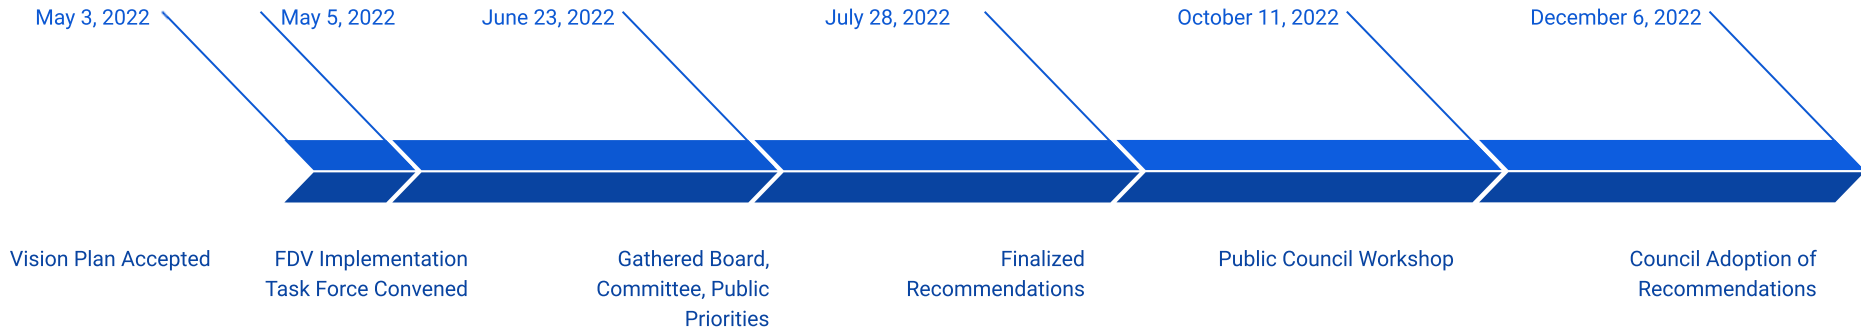 May 3, 2022
May 5, 2022
June 23, 2022
July 28, 2022
October 11, 2022
December 6, 2022
Vision Plan Accepted
FDV Implementation
Task Force Convened
Gathered Board,
Committee, Public
Priorities
Finalized
Recommendations
Public Council Workshop
Council Adoption of
Recommendations